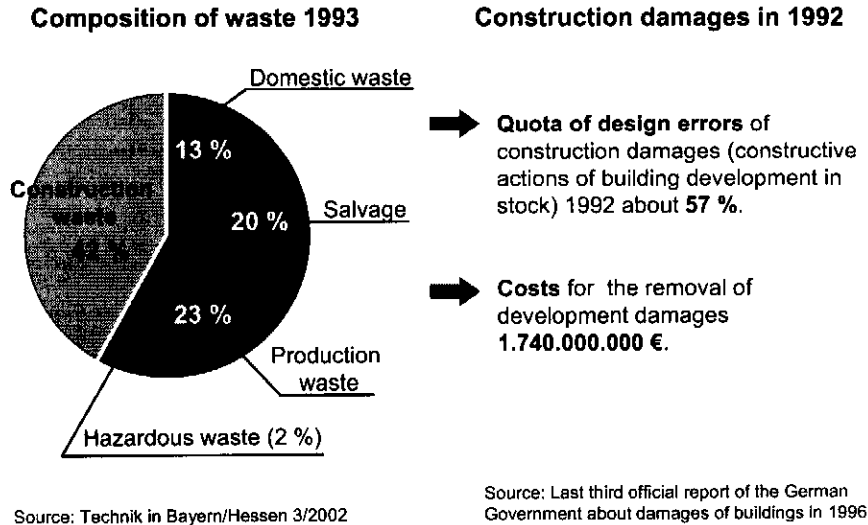 Composition of waste 1993
Domestic waste
13 %
Construction
waste
42 %
20 %
Salvage
23 %
Production
waste
Hazardous waste (2 %)
Source: Technik in Bayern/Hessen 3/2002
Construction damages in 1992
Quota of design errors of
construction damages (constructive
actions of building development in
stock) 1992 about 57 %.
Costs for the removal of
development damages
1.740.000.000 €.
Source: Last third official report of the German
Government about damages of buildings in 1996